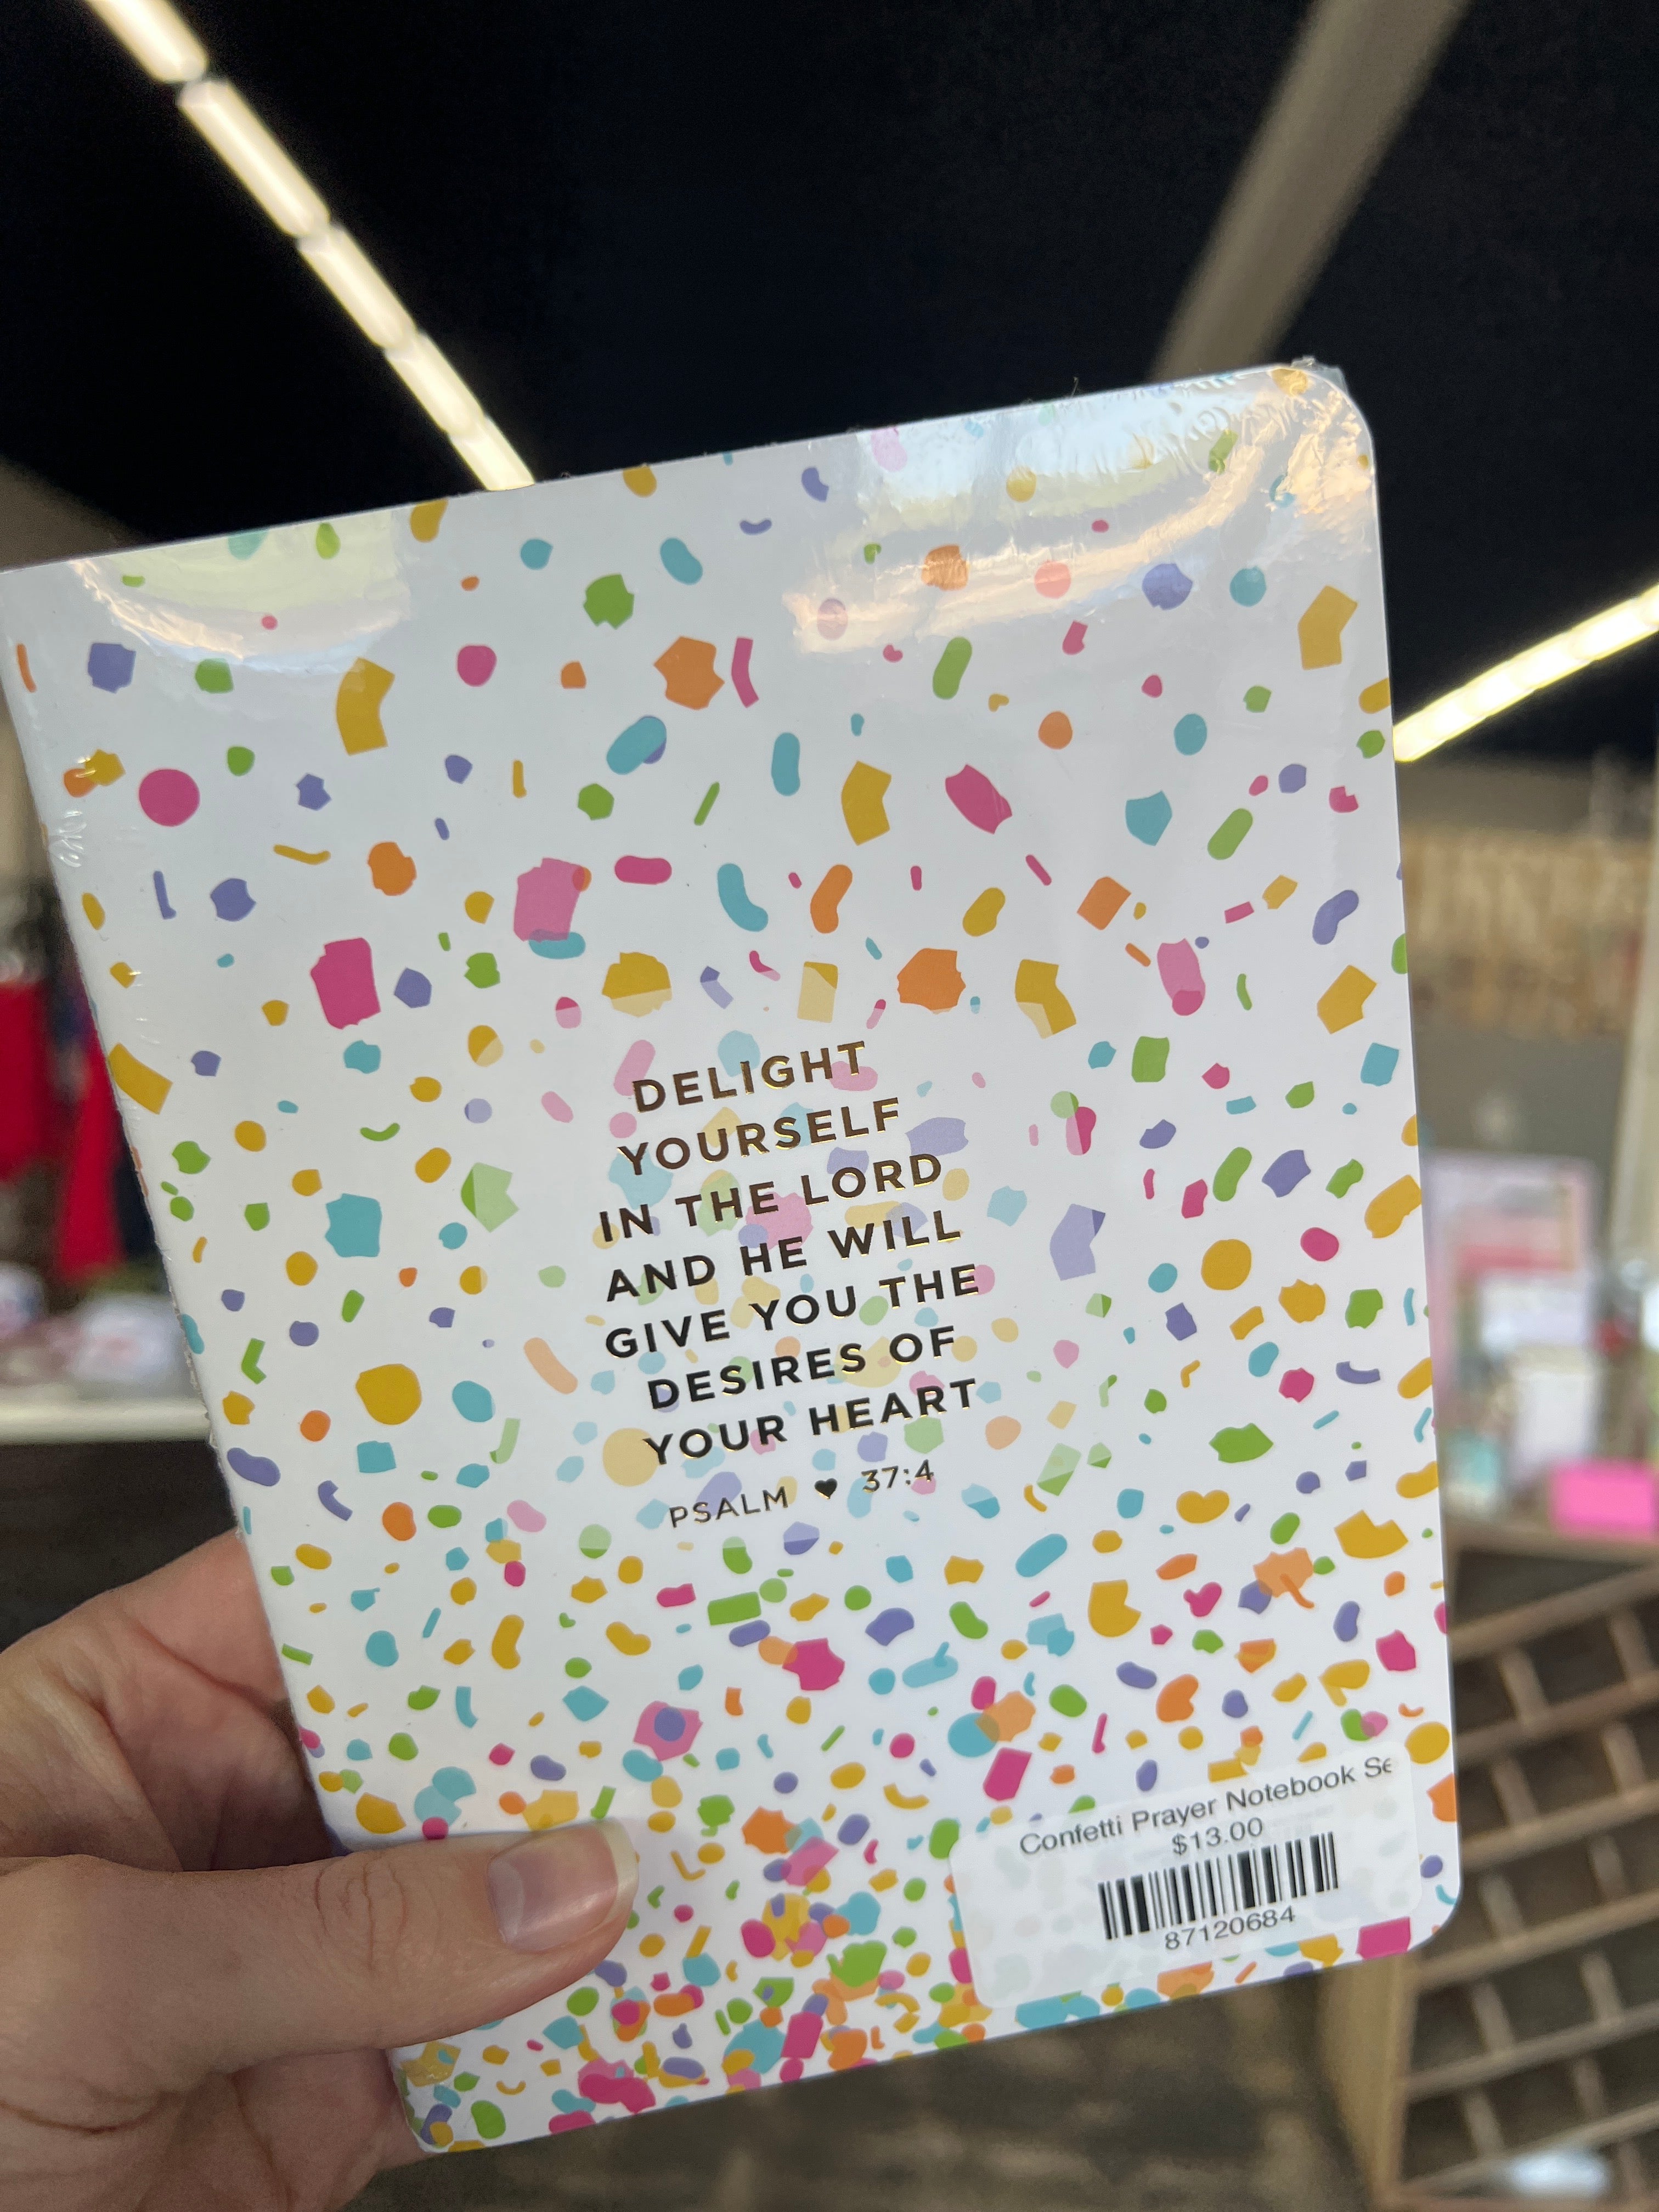 DELIGHT
YOURSELF
IN THE LORD
AND HE WILL
GIVE YOU THE
DESIRES OF
YOUR HEART
PSALM ♥ 37:4
Confetti Prayer Notebook Se
$13.00
87120684